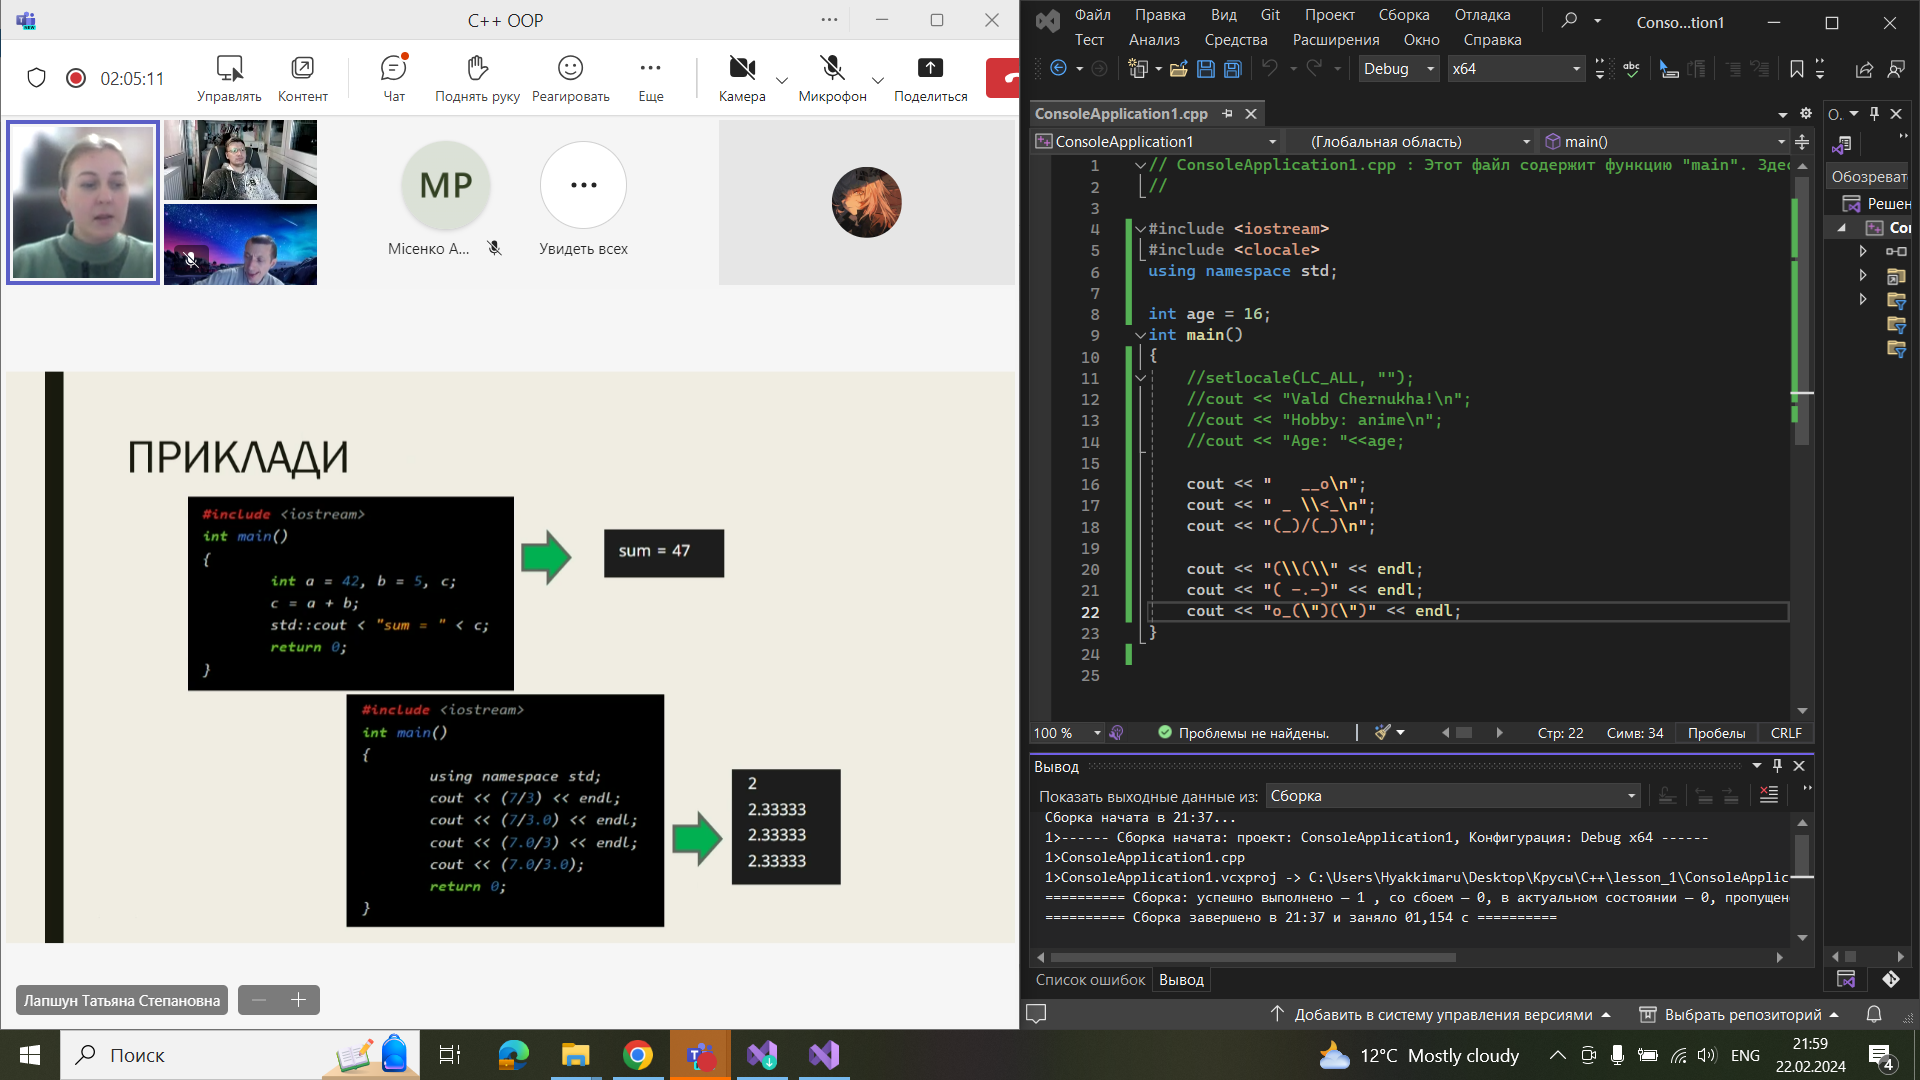 C++ OOP
02:05:11
Управлять
Контент
Чат
Поднять руку
Реагировать
Еще
Камера
Микрофон
Поделиться
MP
Місенко А...
Увидеть всех
ПРИКЛАДИ
#include <iostream>
int main()
{
int a = 42, b = 5, c;
c = a + b;
std::cout < "sum = " < c;
return 0;
}
sum = 47
#include <iostream>
int main()
{
using namespace std;
cout << (7/3) << endl;
cout << (7/3.0) << endl;
cout << (7.0/3) << endl;
cout << (7.0/3.0);
return 0;
}
2
2.33333
2.33333
2.33333
Лапшун Татьяна Степановна
Файл Правка Вид Git Проект Сборка Отладка
Тест Анализ Средства Расширения Окно Справка
Conso...tion1
Debug x64
ConsoleApplication1.cpp
ConsoleApplication1 (Глобальная область) main()
1 // ConsoleApplication1.cpp : Этот файл содержит функцию "main". Здес
2 //
3
4 #include <iostream>
5 #include <clocale>
6 using namespace std;
7
8 int age = 16;
9 int main()
10 {
11 //setlocale(LC_ALL, "");
12 //cout << "Vald Chernukha!\n";
13 //cout << "Hobby: anime\n";
14 //cout << "Age: "<<age;
15
16 cout << "   __o\n";
17 cout << " _ \\<_\n";
18 cout << "(_)/(_)\n";
19
20 cout << "(\\(\\" << endl;
21 cout << "( -.-)" << endl;
22 cout << "o_(\")(\")" << endl;
23 }
24
25
100 % Проблемы не найдены. Стр: 22 Симв: 34 Пробелы CRLF
О.
Обозреват
Решен
Con
Вывод
Показать выходные данные из: Сборка
Сборка начата в 21:37...
1>------ Сборка начата: проект: ConsoleApplication1, Конфигурация: Debug x64 ------
1>ConsoleApplication1.cpp
1>ConsoleApplication1.vcxproj -> C:\Users\Hyakkimaru\Desktop\Крусы\C++\lesson_1\ConsoleApplic
========== Сборка: успешно выполнено — 1 , со сбоем — 0, в актуальном состоянии — 0, пропущен
========== Сборка завершено в 21:37 и заняло 01,154 с ==========
Список ошибок Вывод
Добавить в систему управления версиями Выбрать репозиторий
Поиск
12°C Mostly cloudy
ENG
21:59
22.02.2024
4